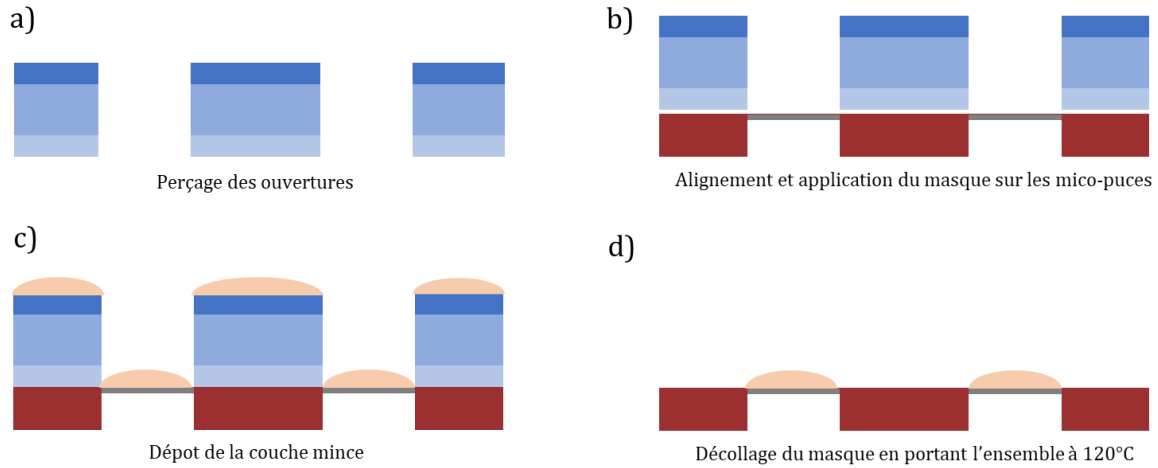 a)
Perçage des ouvertures
b)
Alignement et application du masque sur les mico-puces
c)
Dépot de la couche mince
d)
Décollage du masque en portant l'ensemble à 120°C